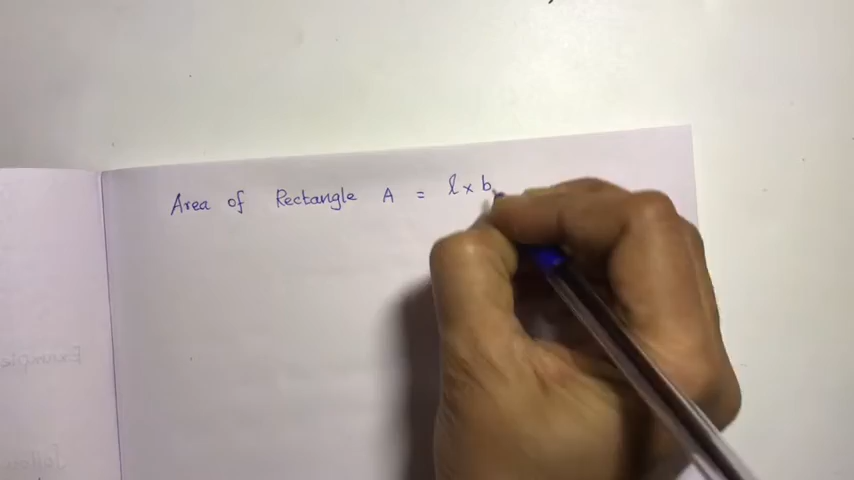 Area of Rectangle A = l × b